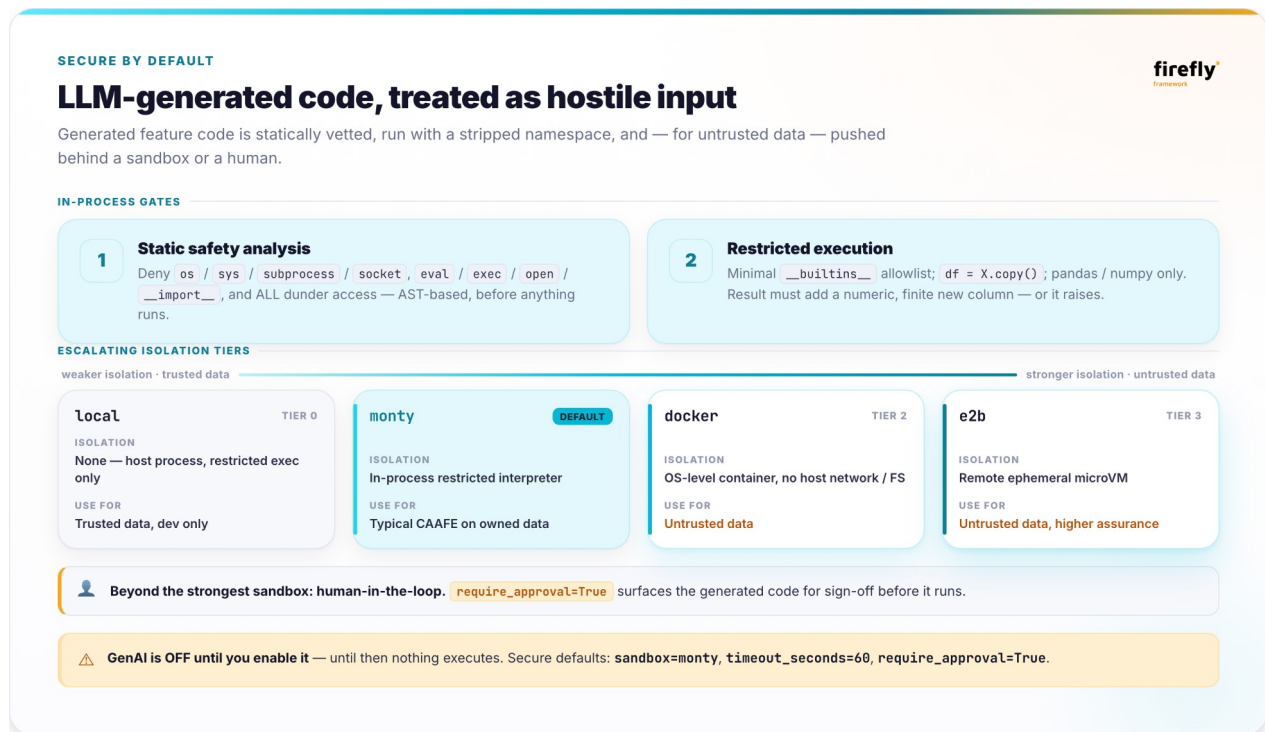 SECURE BY DEFAULT
firefly
framework
LLM-generated code, treated as hostile input
Generated feature code is statically vetted, run with a stripped namespace, and — for untrusted data — pushed
behind a sandbox or a human.
IN-PROCESS GATES
1
Static safety analysis
Deny os / sys / subprocess / socket, eval / exec / open /
__import__, and ALL dunder access — AST-based, before anything
runs.
2
Restricted execution
Minimal __builtins__ allowlist; df = X.copy(); pandas / numpy only.
Result must add a numeric, finite new column — or it raises.
ESCALATING ISOLATION TIERS
weaker isolation · trusted data
stronger isolation · untrusted data
local
TIER 0
ISOLATION
None — host process, restricted exec
only
USE FOR
Trusted data, dev only
monty
DEFAULT
ISOLATION
In-process restricted interpreter
USE FOR
Typical CAAFE on owned data
docker
TIER 2
ISOLATION
OS-level container, no host network / FS
USE FOR
Untrusted data
e2b
TIER 3
ISOLATION
Remote ephemeral microVM
USE FOR
Untrusted data, higher assurance
Beyond the strongest sandbox: human-in-the-loop. require_approval=True surfaces the generated code for sign-off before it runs.
GenAI is OFF until you enable it — until then nothing executes. Secure defaults: sandbox=monty, timeout_seconds=60, require_approval=True.